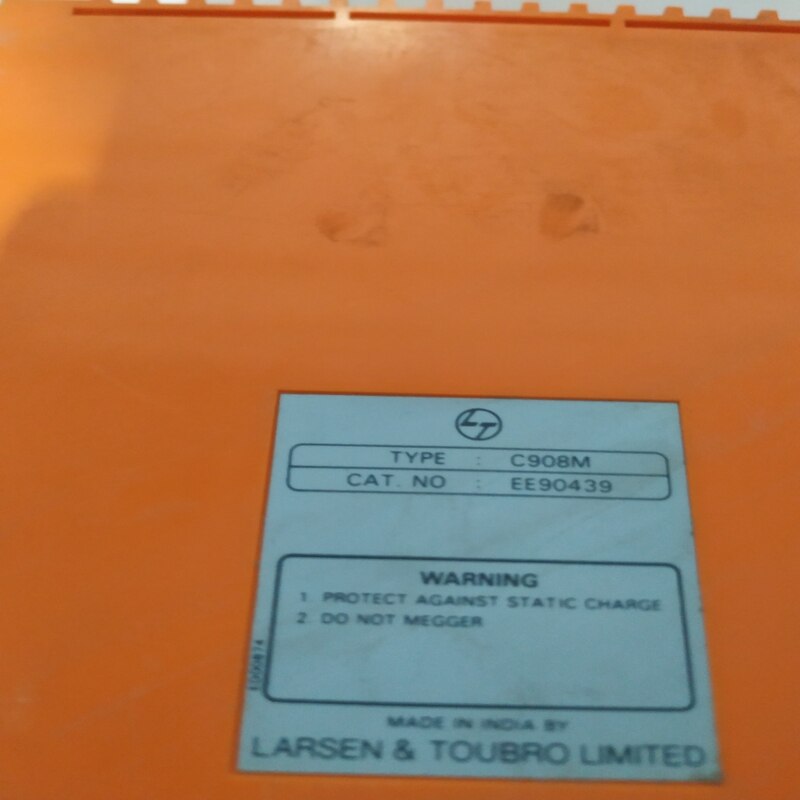 LT
TYPE : C908M
CAT. NO : EE90439
WARNING
1. PROTECT AGAINST STATIC CHARGE
2. DO NOT MEGGER
MADE IN INDIA BY
LARSEN & TOUBRO LIMITED